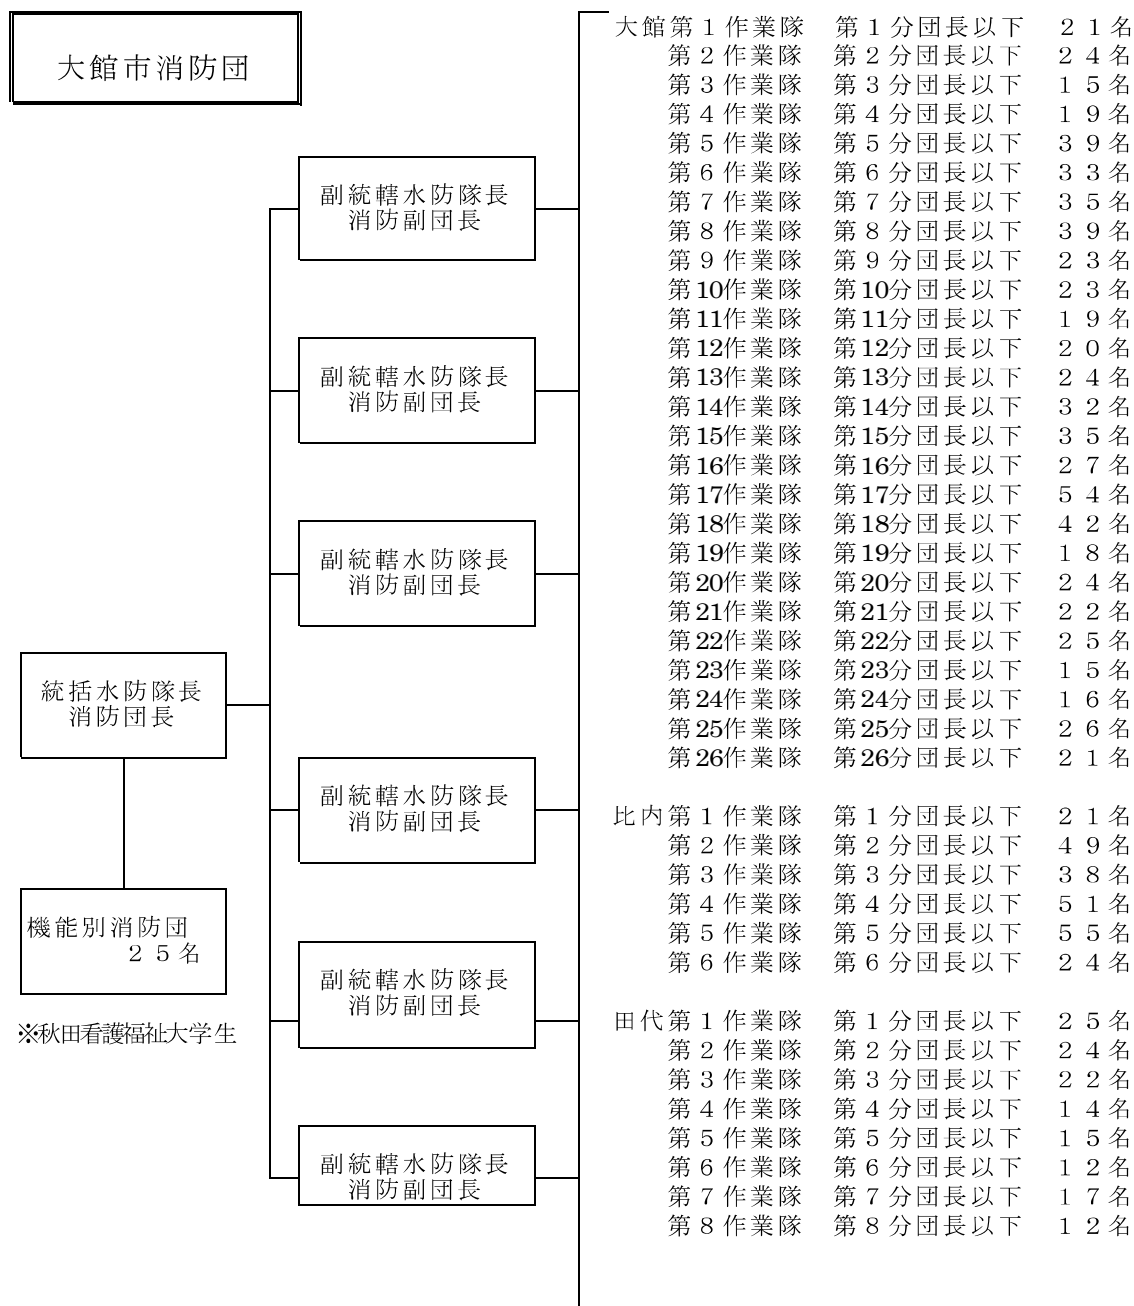 大館市消防団
副統轄水防隊長
消防副団長
副統轄水防隊長
消防副団長
副統轄水防隊長
消防副団長
統括水防隊長
消防団長
副統轄水防隊長
消防副団長
機能別消防団
２５名
※秋田看護福祉大学生
副統轄水防隊長
消防副団長
副統轄水防隊長
消防副団長
大館第１作業隊　第１分団長以下　２１名
第２作業隊　第２分団長以下　２４名
第３作業隊　第３分団長以下　１５名
第４作業隊　第４分団長以下　１９名
第５作業隊　第５分団長以下　３９名
第６作業隊　第６分団長以下　３３名
第７作業隊　第７分団長以下　３５名
第８作業隊　第８分団長以下　３９名
第９作業隊　第９分団長以下　２３名
第10作業隊　第10分団長以下　２３名
第11作業隊　第11分団長以下　１９名
第12作業隊　第12分団長以下　２０名
第13作業隊　第13分団長以下　２４名
第14作業隊　第14分団長以下　３２名
第15作業隊　第15分団長以下　３５名
第16作業隊　第16分団長以下　２７名
第17作業隊　第17分団長以下　５４名
第18作業隊　第18分団長以下　４２名
第19作業隊　第19分団長以下　１８名
第20作業隊　第20分団長以下　２４名
第21作業隊　第21分団長以下　２２名
第22作業隊　第22分団長以下　２５名
第23作業隊　第23分団長以下　１５名
第24作業隊　第24分団長以下　１６名
第25作業隊　第25分団長以下　２６名
第26作業隊　第26分団長以下　２１名
比内第１作業隊　第１分団長以下　２１名
第２作業隊　第２分団長以下　４９名
第３作業隊　第３分団長以下　３８名
第４作業隊　第４分団長以下　５１名
第５作業隊　第５分団長以下　５５名
第６作業隊　第６分団長以下　２４名
田代第１作業隊　第１分団長以下　２５名
第２作業隊　第２分団長以下　２４名
第３作業隊　第３分団長以下　２２名
第４作業隊　第４分団長以下　１４名
第５作業隊　第５分団長以下　１５名
第６作業隊　第６分団長以下　１２名
第７作業隊　第７分団長以下　１７名
第８作業隊　第８分団長以下　１２名